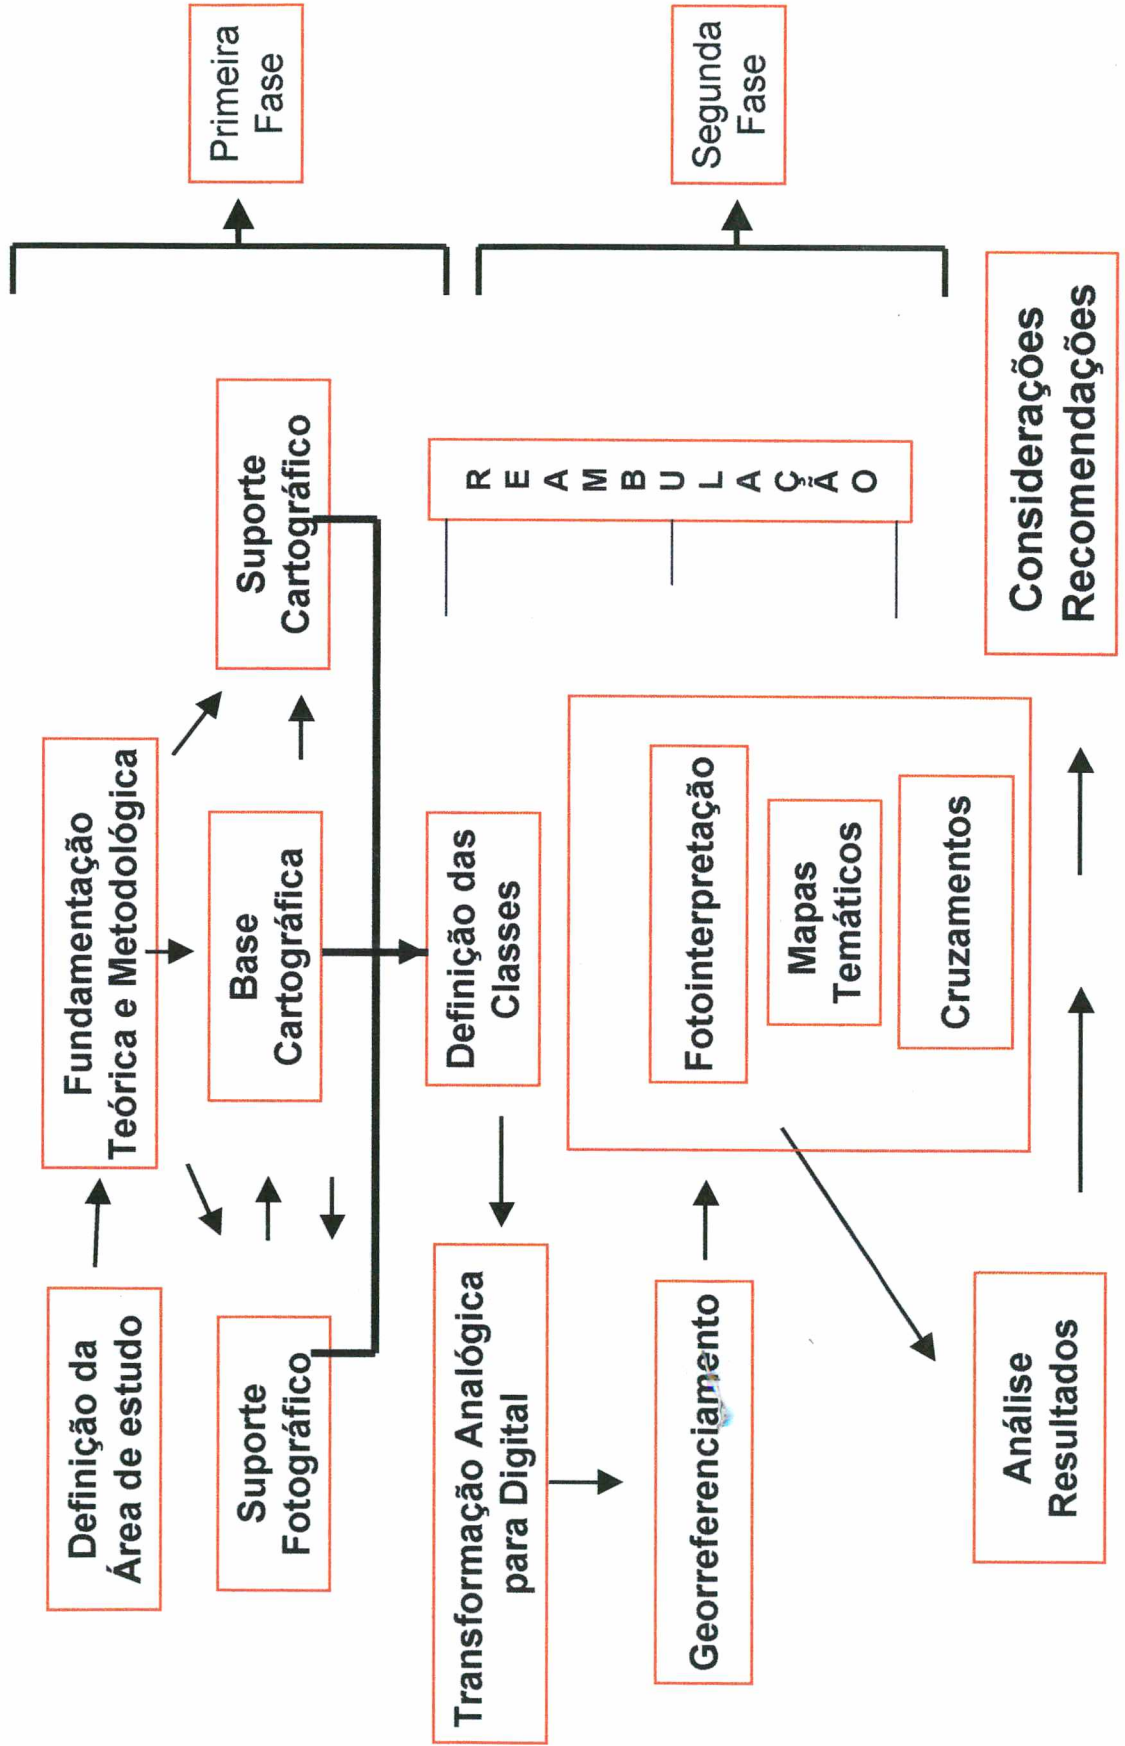 Definição da
Área de estudo
Fundamentação
Teórica e Metodológica
Primeira
Fase
Suporte
Fotográfico
Base
Cartográfica
Suporte
Cartográfico
Transformação Analógica
para Digital
Definição das
Classes
R
E
A
M
B
U
L
A
Ç
Ã
O
Georreferenciamento
Fotointerpretação
Mapas
Temáticos
Cruzamentos
Segunda
Fase
Análise
Resultados
Considerações
Recomendações